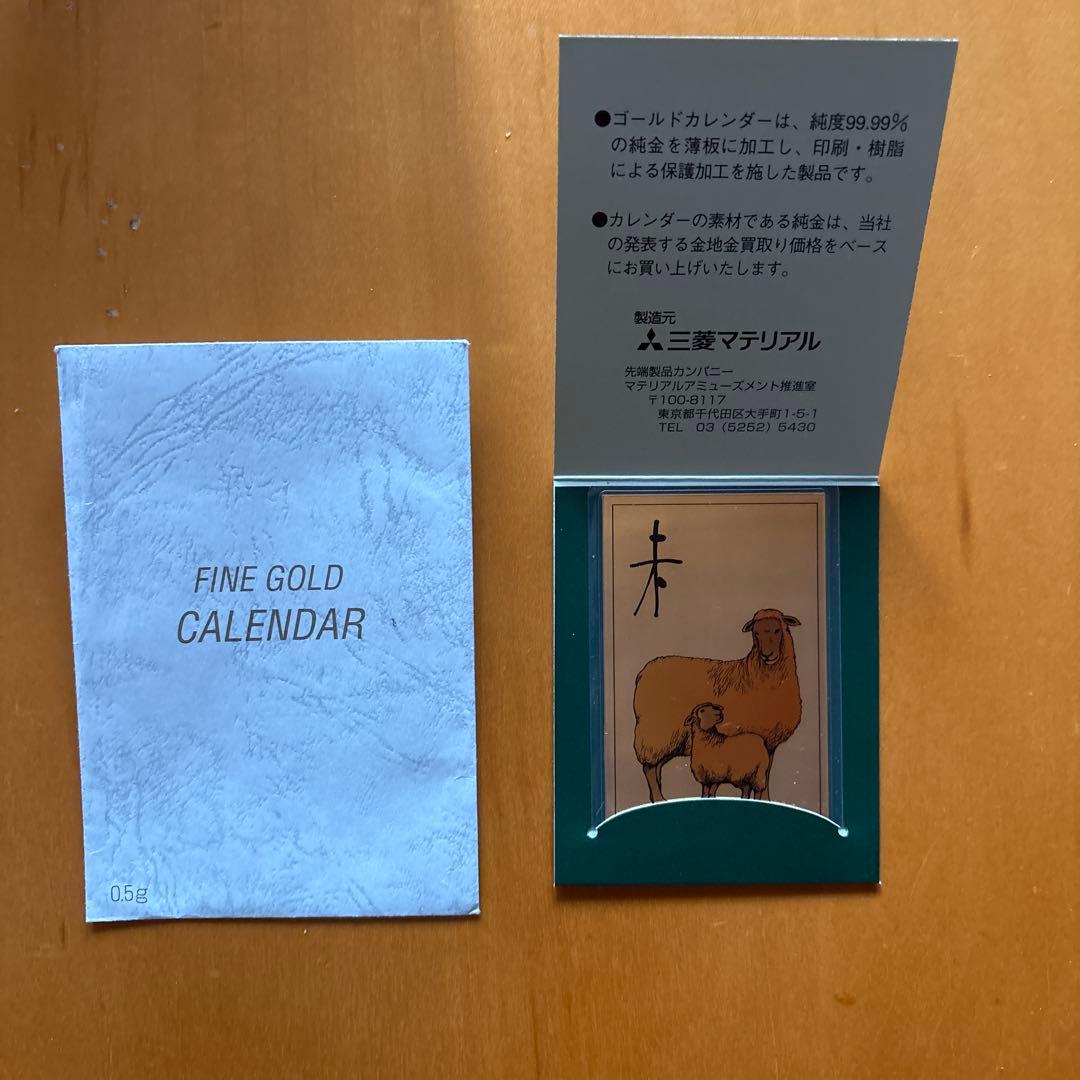 FINE GOLD
CALENDAR
0.5g
●ゴールドカレンダーは、純度99.99%
の純金を薄板に加工し、印刷・樹脂
による保護加工を施した製品です。
●カレンダーの素材である純金は、当社
の発表する金地金買取り価格をベース
にお買い上げいたします。
製造元
三菱マテリアル
先端製品カンパニー
マテリアルアミューズメント推進室
〒100-8117
東京都千代田区大手町1-5-1
TEL 03 (5252) 5430
未